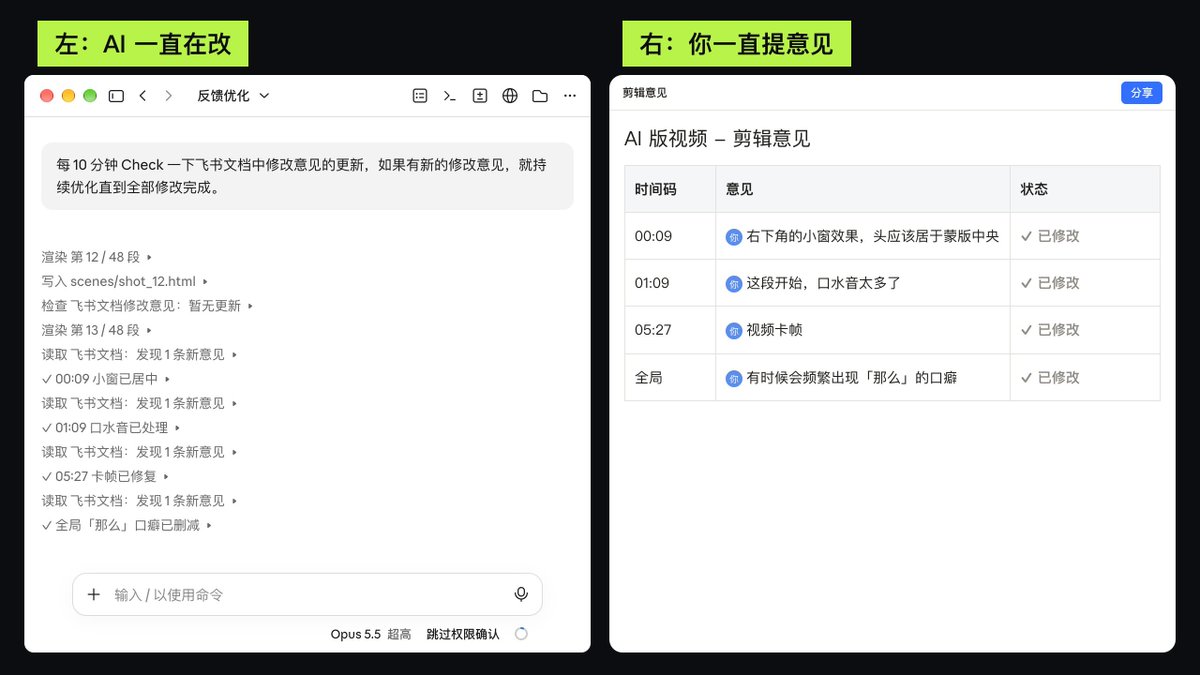 左：AI 一直在改
右：你一直提意见
反馈优化
每 10 分钟 Check 一下飞书文档中修改意见的更新，如果有新的修改意见，就持
续优化直到全部修改完成。
渲染 第 12 / 48 段
写入 scenes/shot_12.html
检查 飞书文档修改意见：暂无更新
渲染 第 13 / 48 段
读取 飞书文档：发现 1 条新意见
✓ 00:09 小窗已居中
读取 飞书文档：发现 1 条新意见
✓ 01:09 口水音已处理
读取 飞书文档：发现 1 条新意见
✓ 05:27 卡帧已修复
读取 飞书文档：发现 1 条新意见
✓ 全局「那么」口癖已删减
输入 / 以使用命令
Opus 5.5 超高 跳过权限确认
剪辑意见 分享
AI 版视频 – 剪辑意见
时间码 意见 状态
00:09 你 右下角的小窗效果，头应该居于蒙版中央 ✓ 已修改
01:09 你 这段开始，口水音太多了 ✓ 已修改
05:27 你 视频卡帧 ✓ 已修改
全局 你 有时候会频繁出现「那么」的口癖 ✓ 已修改